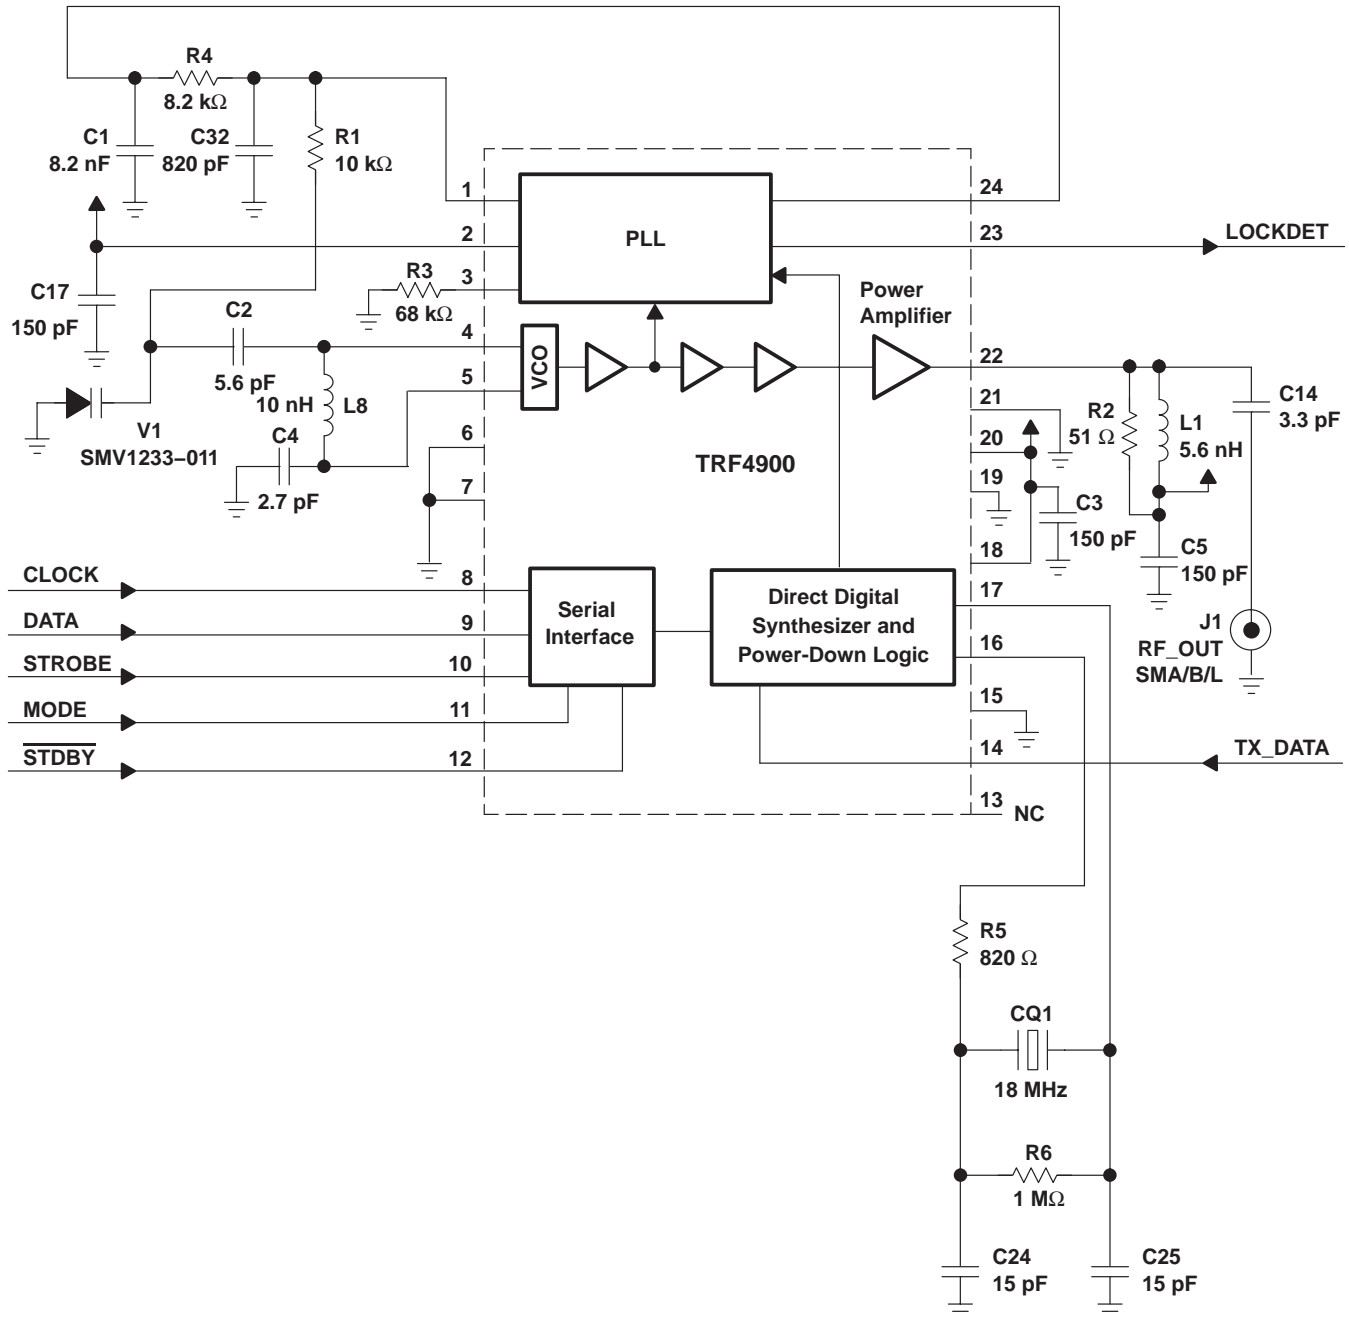 R4
8.2 kΩ
C1
8.2 nF
C32
820 pF
R1
10 kΩ
1
24
PLL
2
23
LOCKDET
R3
68 kΩ
3
C17
150 pF
C2
5.6 pF
4
Power
Amplifier
VCO
22
5
10 nH
L8
21
R2
51 Ω
L1
5.6 nH
C14
3.3 pF
V1
SMV1233–011
C4
2.7 pF
6
20
TRF4900
19
7
C3
150 pF
18
C5
150 pF
CLOCK
8
17
Serial
Interface
Direct Digital
Synthesizer and
Power-Down Logic
DATA
9
16
J1
RF_OUT
SMA/B/L
STROBE
10
15
MODE
11
STDBY
12
14
TX_DATA
13
NC
R5
820 Ω
CQ1
18 MHz
R6
1 MΩ
C24
15 pF
C25
15 pF